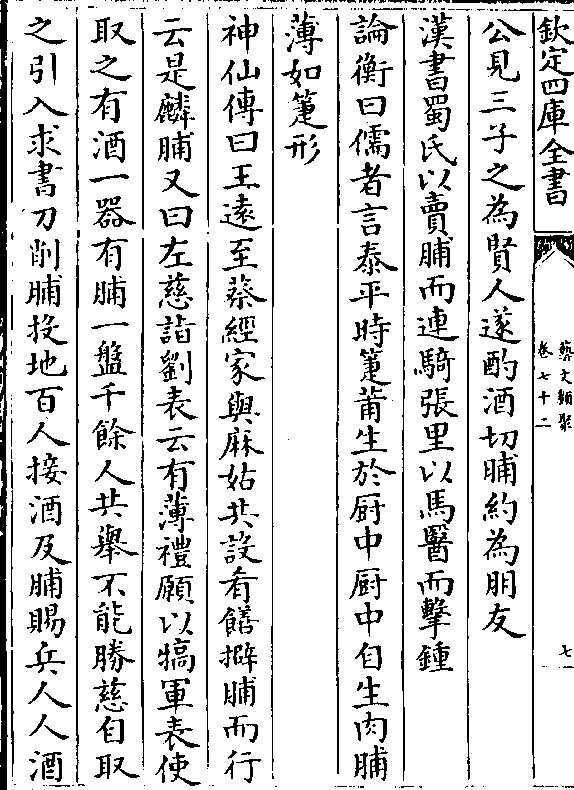 欽定四庫全書
藝文類聚
卷七十二
七
公見三子之為賢人遂酌酒切脯約為朋友
漢書蜀氏以賣脯而連騎張里以馬醫而擊鍾
論衡曰儒者言泰平時箑莆生於厨中厨中自生肉脯
薄如箑形
神仙傳曰王遠至蔡經家與麻姑共設肴饍擗脯而行
云是麟脯又曰左慈詣劉表云有薄禮願以犒軍表使
取之有酒一器有脯一盤千餘人共舉不能勝慈自取
之引入求書刀削脯投地百人接酒及脯賜兵人人酒